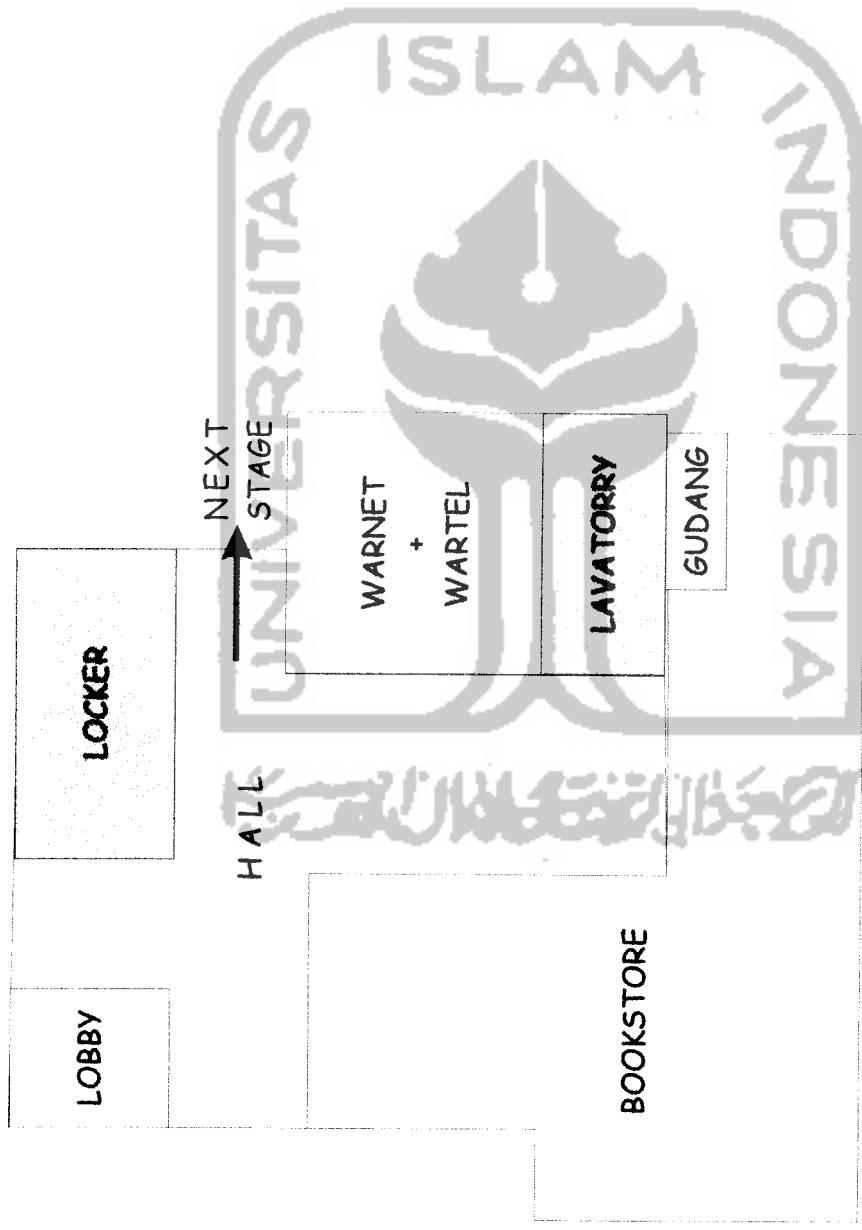 UNIVERSITAS
ISLAM
INDONESIA
LOBBY
LOCKER
HALL
NEXT
STAGE
WARNET
+
WARTEL
LAVATORRY
GUDANG
BOOKSTORE